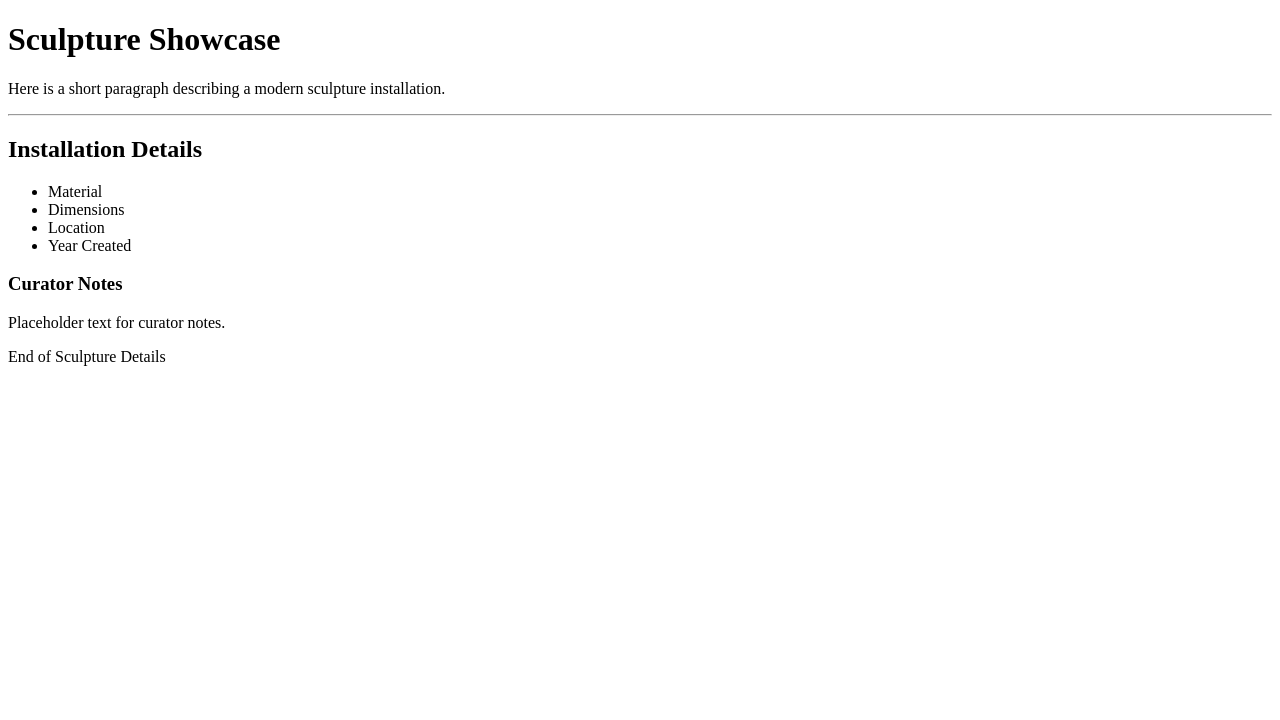 Sculpture Showcase
Here is a short paragraph describing a modern sculpture installation.
Installation Details
Material
Dimensions
Location
Year Created
Curator Notes
Placeholder text for curator notes.
End of Sculpture Details